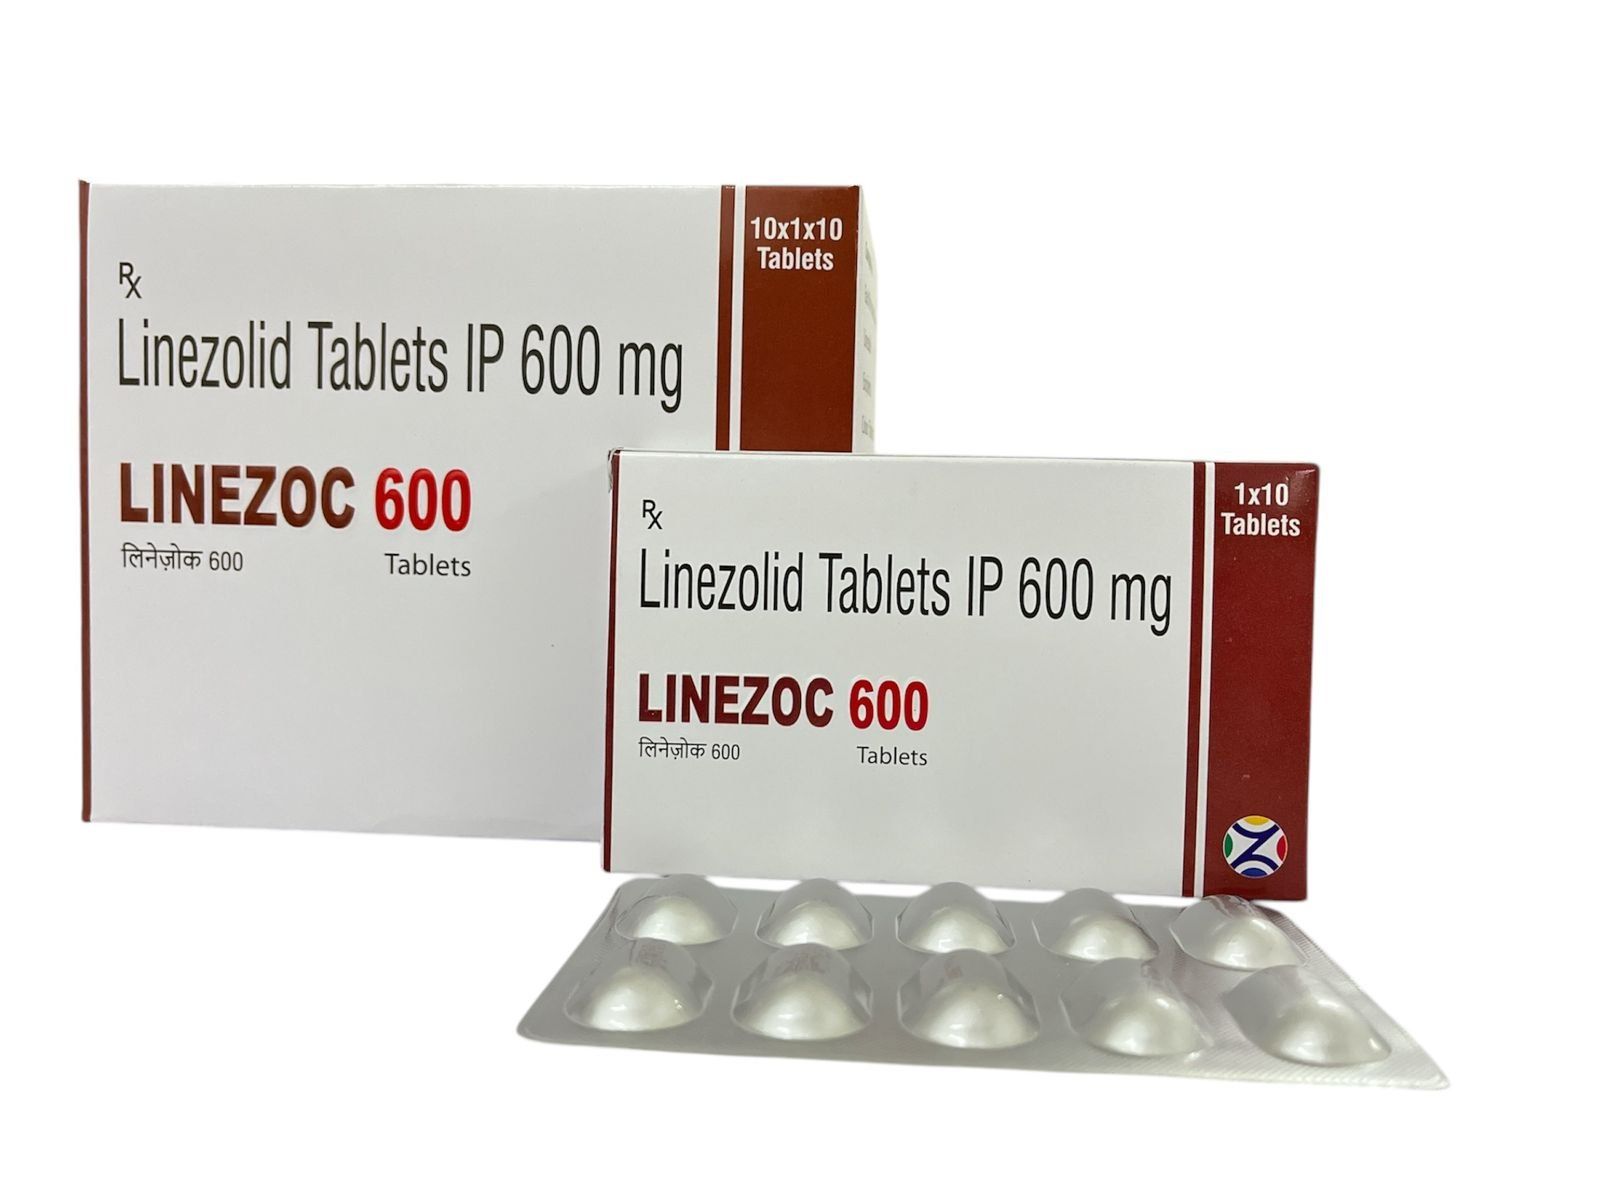 10x1x10
Tablets
Rx
Linezolid Tablets IP 600 mg
LINEZOC 600
लिनेज़ोक 600 Tablets
1x10
Tablets
Rx
Linezolid Tablets IP 600 mg
LINEZOC 600
लिनेज़ोक 600 Tablets